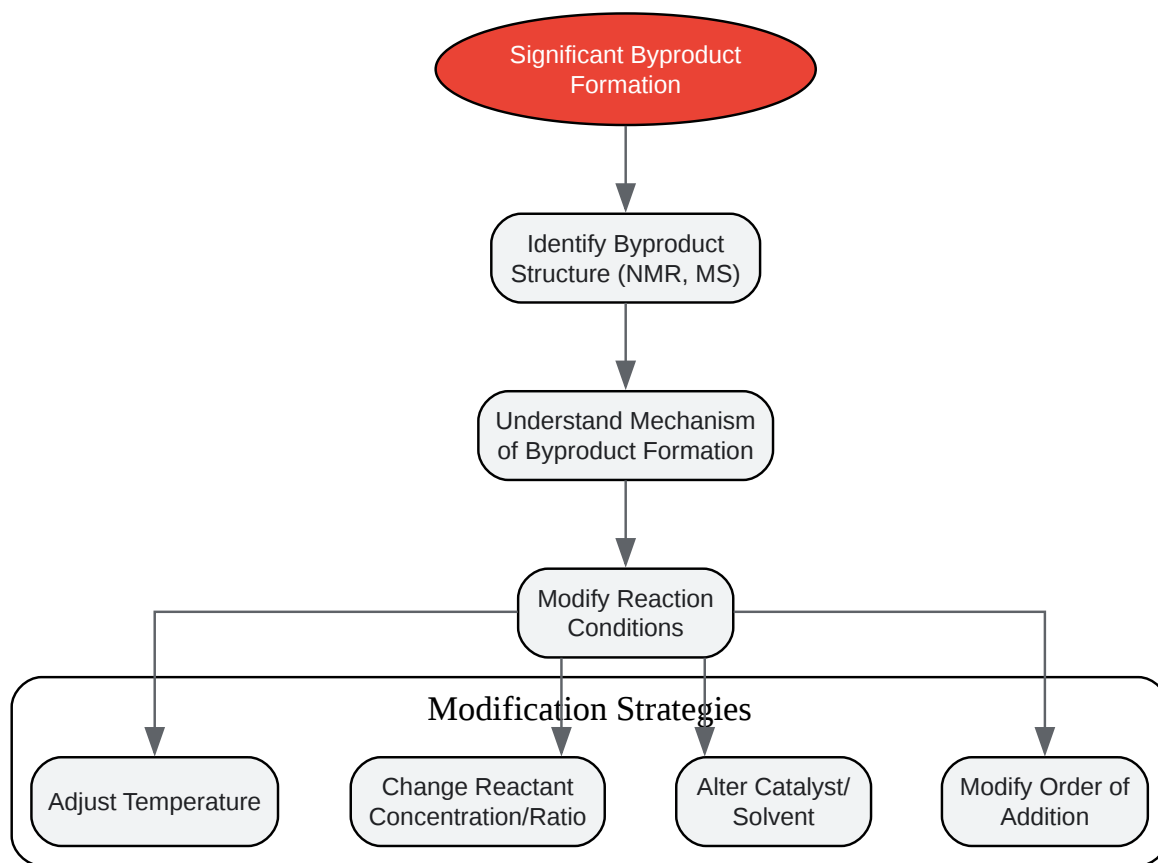 Significant Byproduct
Formation
Identify Byproduct
Structure (NMR, MS)
Understand Mechanism
of Byproduct Formation
Modify Reaction
Conditions
Modification Strategies
Adjust Temperature
Change Reactant
Concentration/Ratio
Alter Catalyst/
Solvent
Modify Order of
Addition